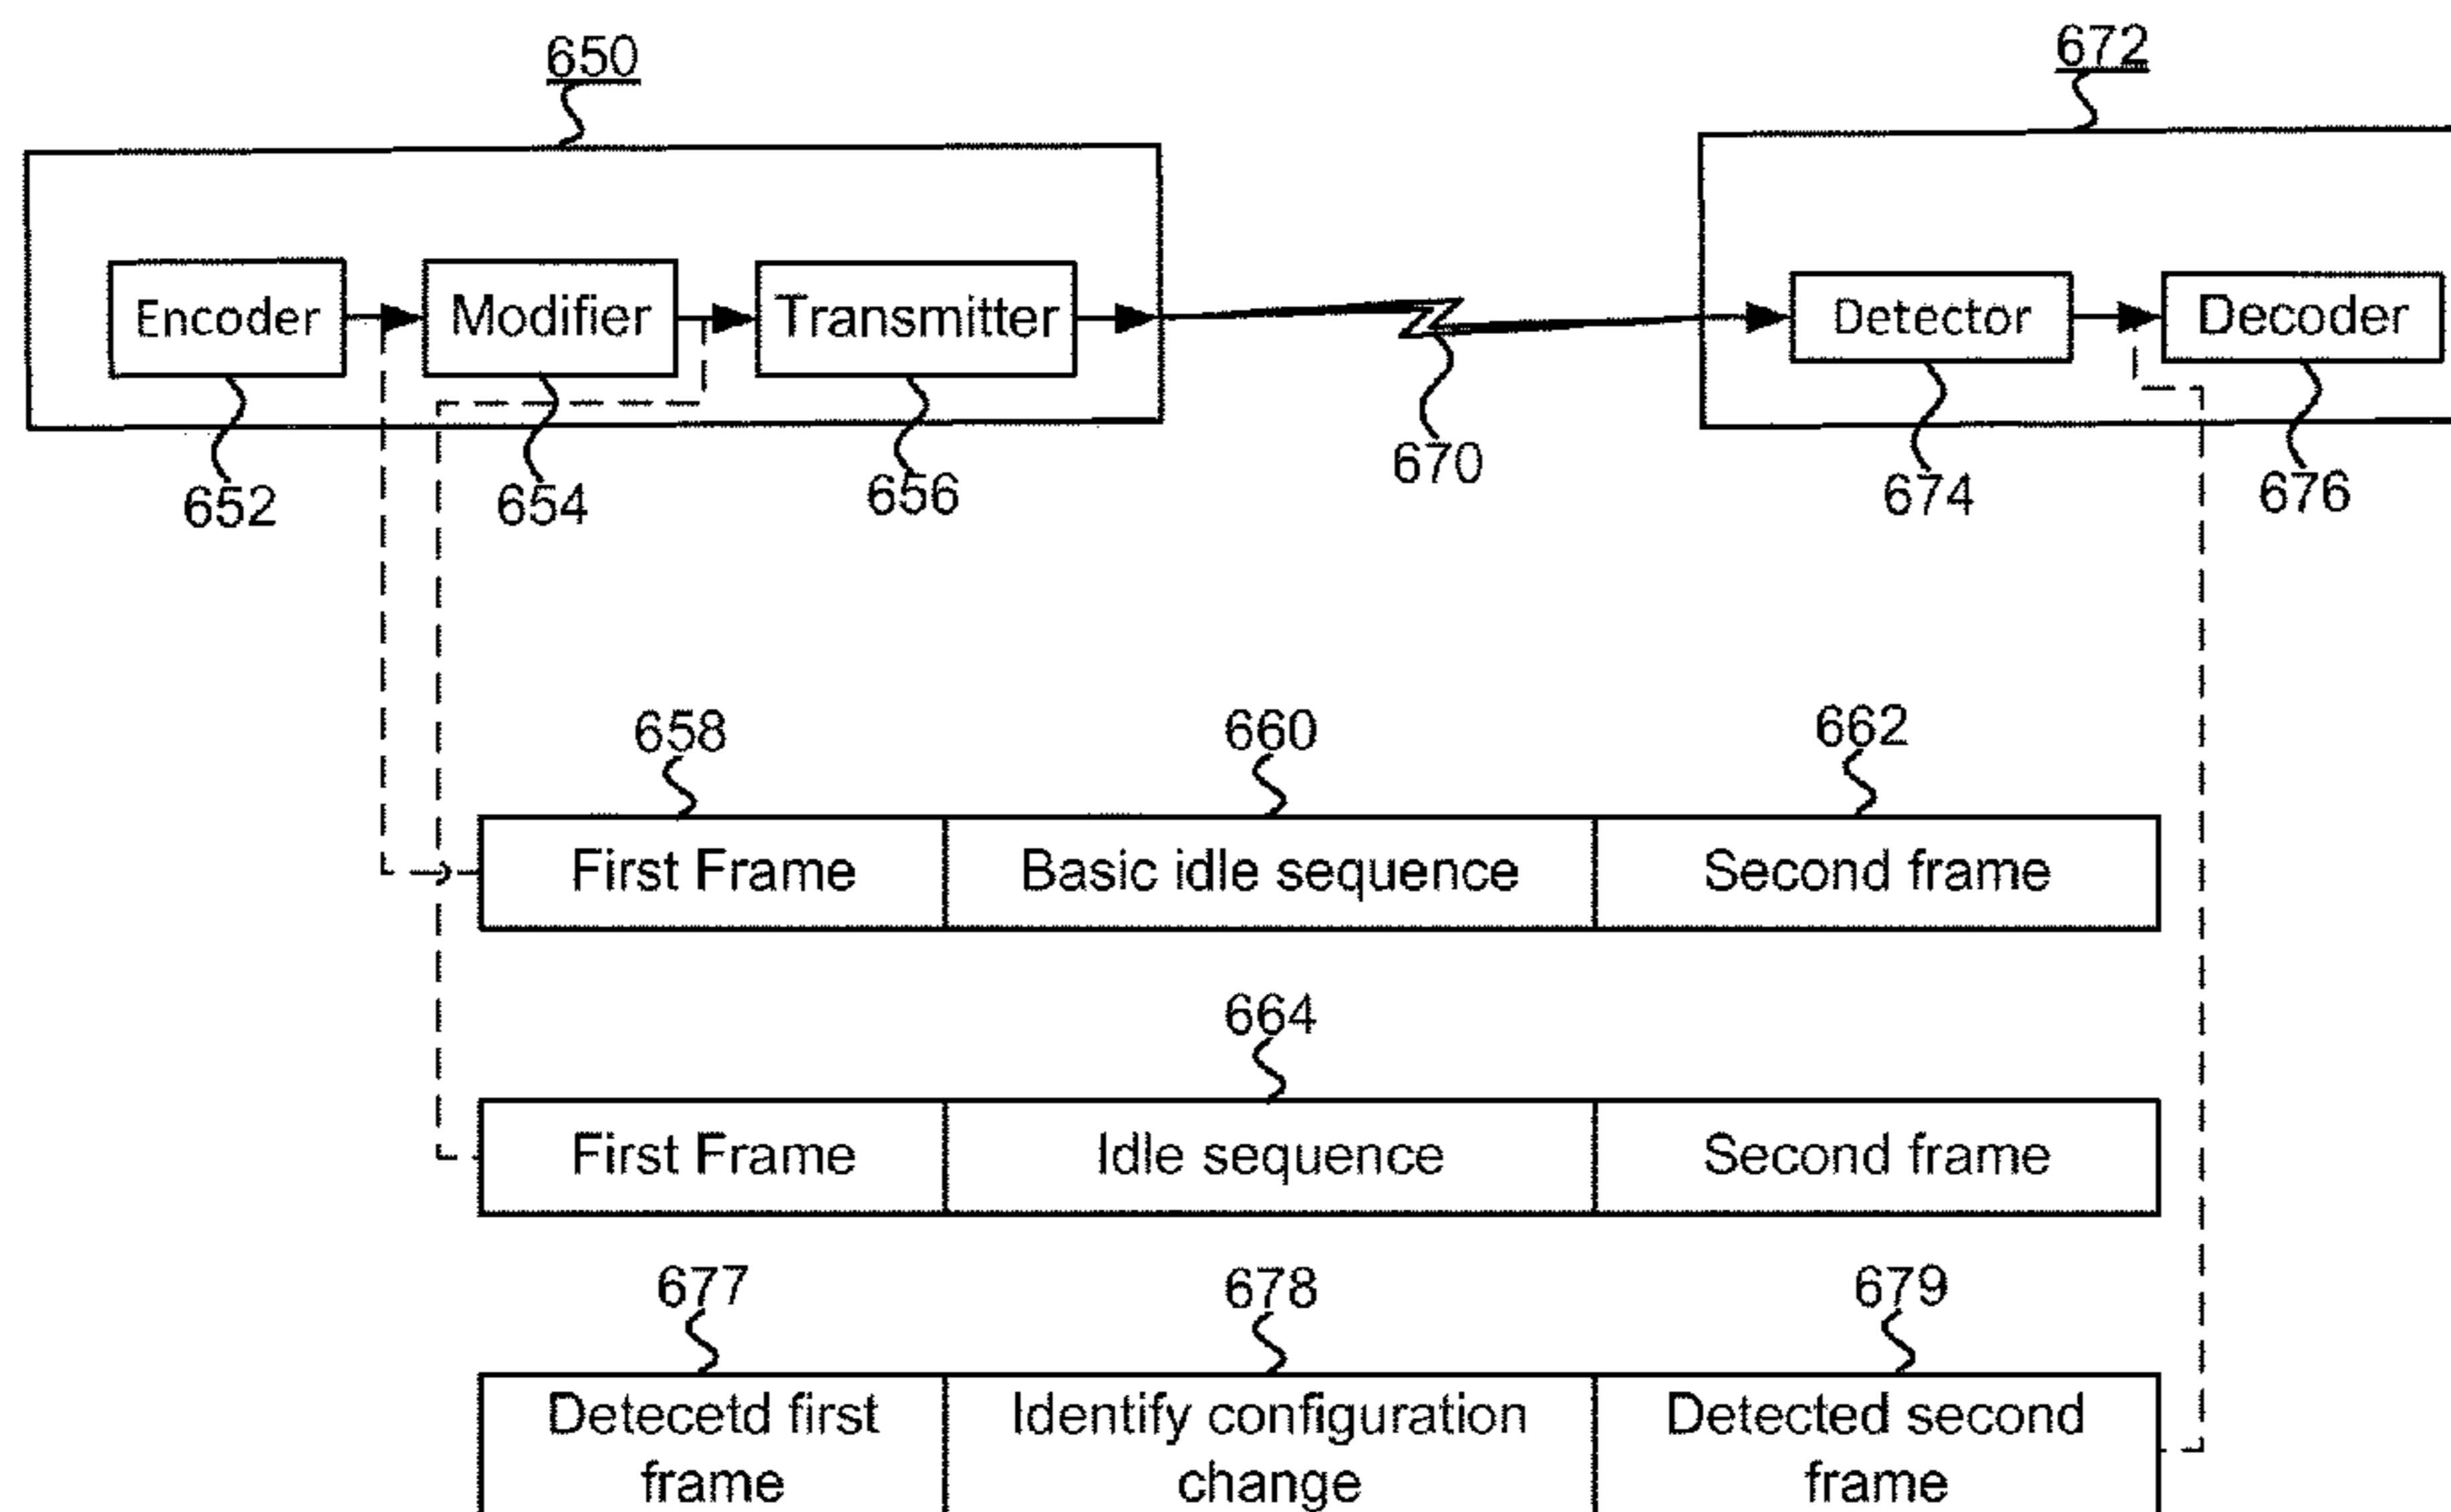 650
672
Encoder
Modifier
Transmitter
Detector
Decoder
652
654
656
670
674
676
658
660
662
First Frame
Basic idle sequence
Second frame
664
First Frame
Idle sequence
Second frame
677
678
679
Detecetd first
frame
Identify configuration
change
Detected second
frame